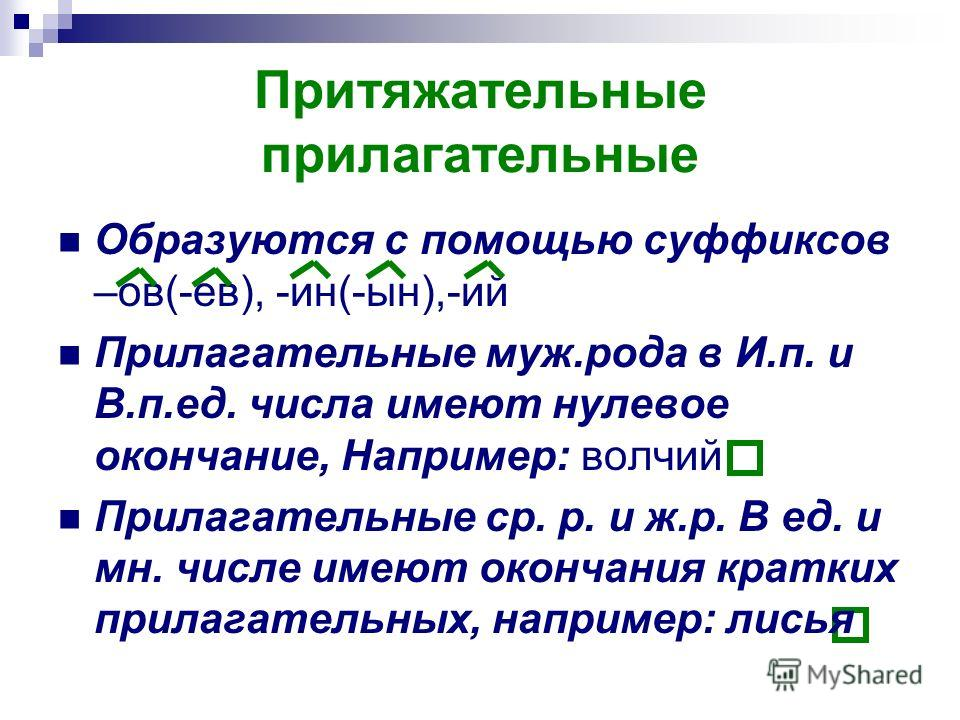 Притяжательные
прилагательные
Образуются с помощью суффиксов
–ов(-ев), -ин(-ын),-ий
Прилагательные муж.рода в И.п. и
В.п.ед. числа имеют нулевое
окончание, Например: волчий
Прилагательные ср. р. и ж.р. В ед. и
мн. числе имеют окончания кратких
прилагательных, например: лисья
MyShared